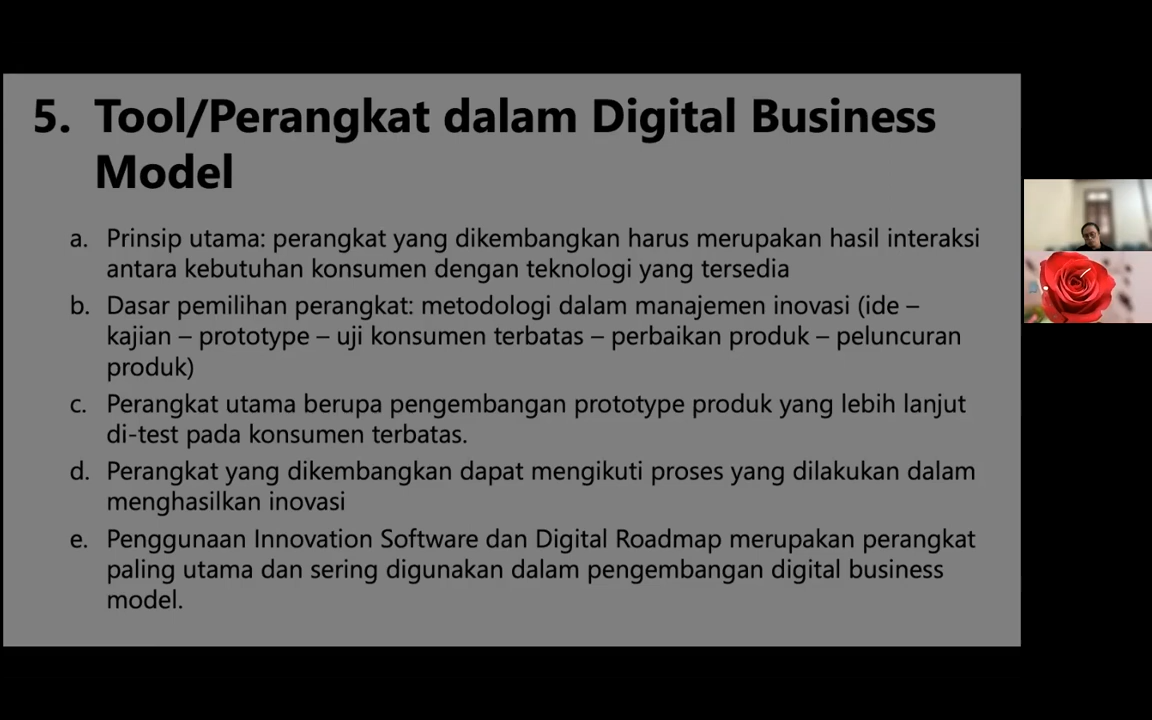 5. Tool/Perangkat dalam Digital Business
Model
a. Prinsip utama: perangkat yang dikembangkan harus merupakan hasil interaksi
antara kebutuhan konsumen dengan teknologi yang tersedia
b. Dasar pemilihan perangkat: metodologi dalam manajemen inovasi (ide –
kajian – prototype – uji konsumen terbatas – perbaikan produk – peluncuran
produk)
c. Perangkat utama berupa pengembangan prototype produk yang lebih lanjut
di-test pada konsumen terbatas.
d. Perangkat yang dikembangkan dapat mengikuti proses yang dilakukan dalam
menghasilkan inovasi
e. Penggunaan Innovation Software dan Digital Roadmap merupakan perangkat
paling utama dan sering digunakan dalam pengembangan digital business
model.